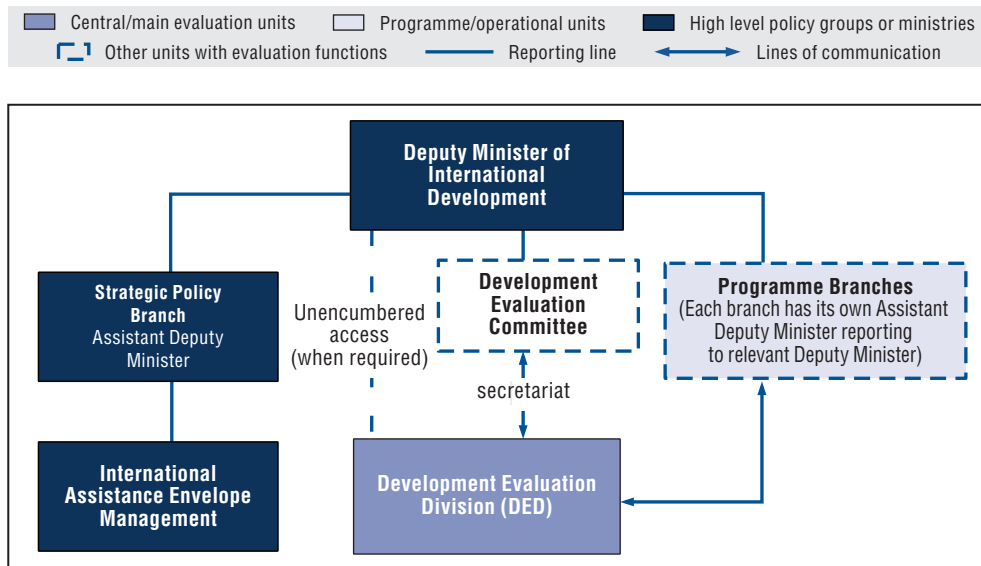 Central/main evaluation units
Programme/operational units
High level policy groups or ministries
Other units with evaluation functions
Reporting line
Lines of communication
Deputy Minister of
International
Development
Strategic Policy
Branch
Assistant Deputy
Minister
Unencumbered
access
(when required)
Development
Evaluation
Committee
Programme Branches
(Each branch has its own Assistant
Deputy Minister reporting
to relevant Deputy Minister)
secretariat
International
Assistance Envelope
Management
Development Evaluation
Division (DED)